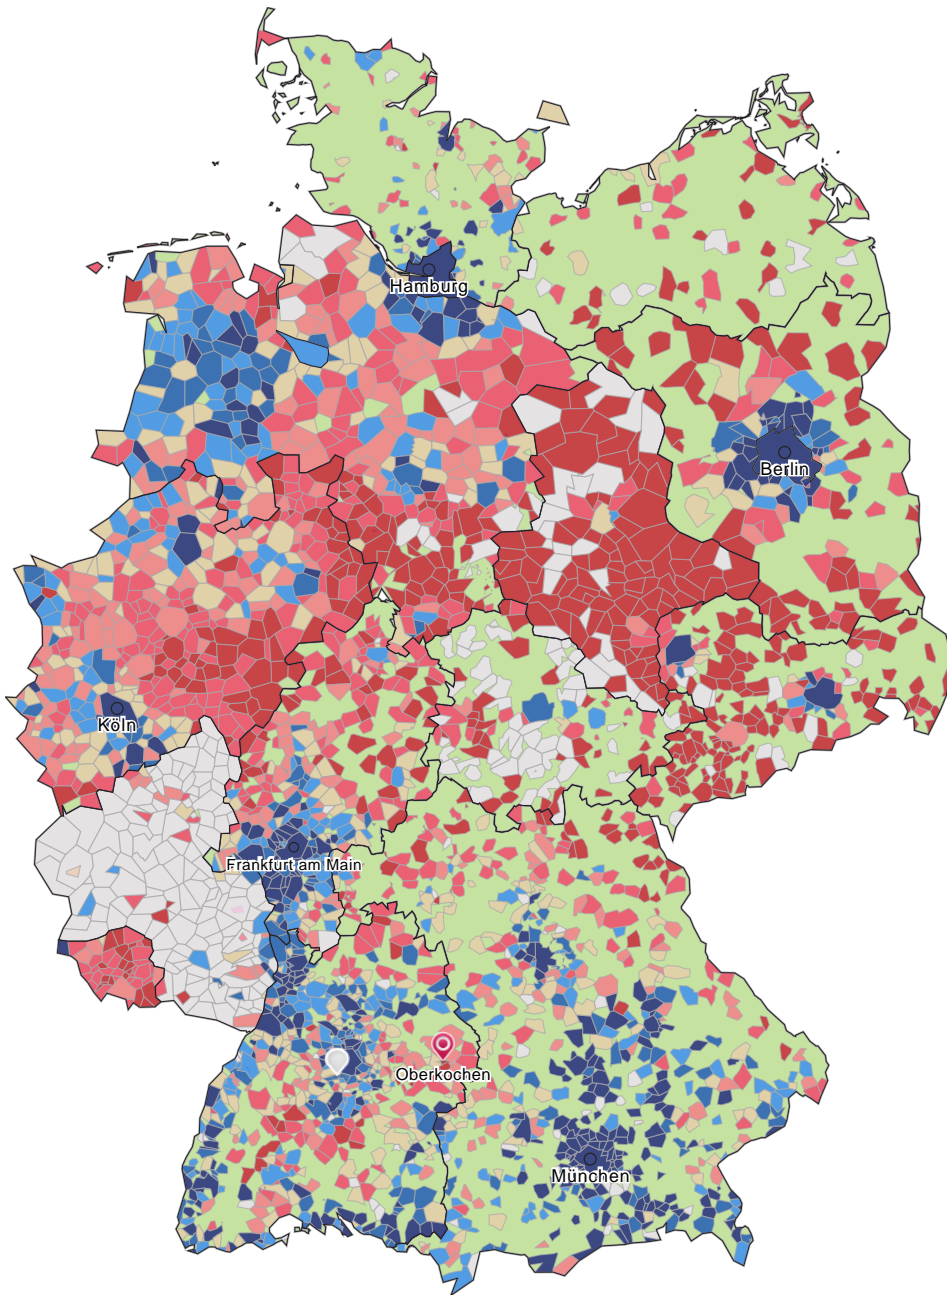 Hamburg
Berlin
Köln
Frankfurt am Main
Oberkochen
München